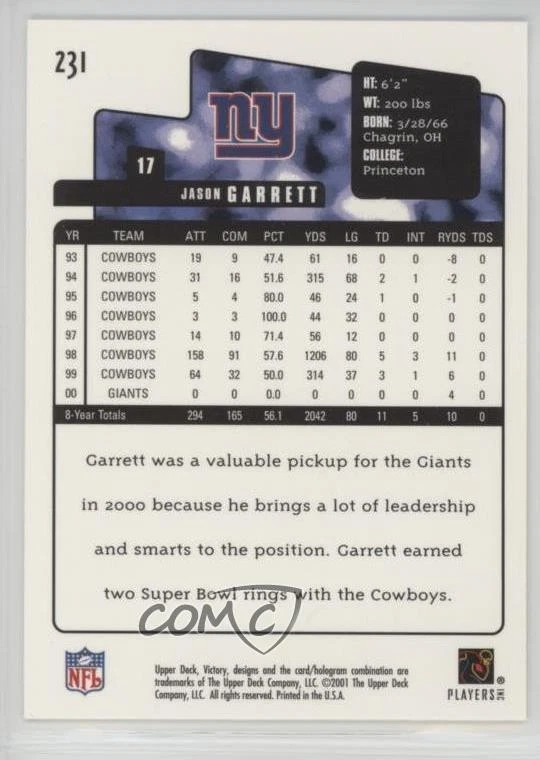 231
ny
HT: 6'2"
WT: 200 lbs
BORN: 3/28/66
Chagrin, OH
COLLEGE:
Princeton
17
JASON GARRETT
YR TEAM ATT COM PCT YDS LG TD INT RYDS TDS
93 COWBOYS 19 9 47.4 61 16 0 0 -8 0
94 COWBOYS 31 16 51.6 315 68 2 1 -2 0
95 COWBOYS 5 4 80.0 46 24 1 0 -1 0
96 COWBOYS 3 3 100.0 44 32 0 0 0 0
97 COWBOYS 14 10 71.4 56 12 0 0 0 0
98 COWBOYS 158 91 57.6 1206 80 5 3 11 0
99 COWBOYS 64 32 50.0 314 37 3 1 6 0
00 GIANTS 0 0 0.0 0 0 0 0 4 0
8-Year Totals 294 165 56.1 2042 80 11 5 10 0
Garrett was a valuable pickup for the Giants
in 2000 because he brings a lot of leadership
and smarts to the position. Garrett earned
two Super Bowl rings with the Cowboys.
COMC
NFL
Upper Deck, Victory, designs and the card/hologram combination are
trademarks of The Upper Deck Company, LLC. ©2001 The Upper Deck
Company, LLC. All rights reserved. Printed in the U.S.A.
PLAYERS INC ®